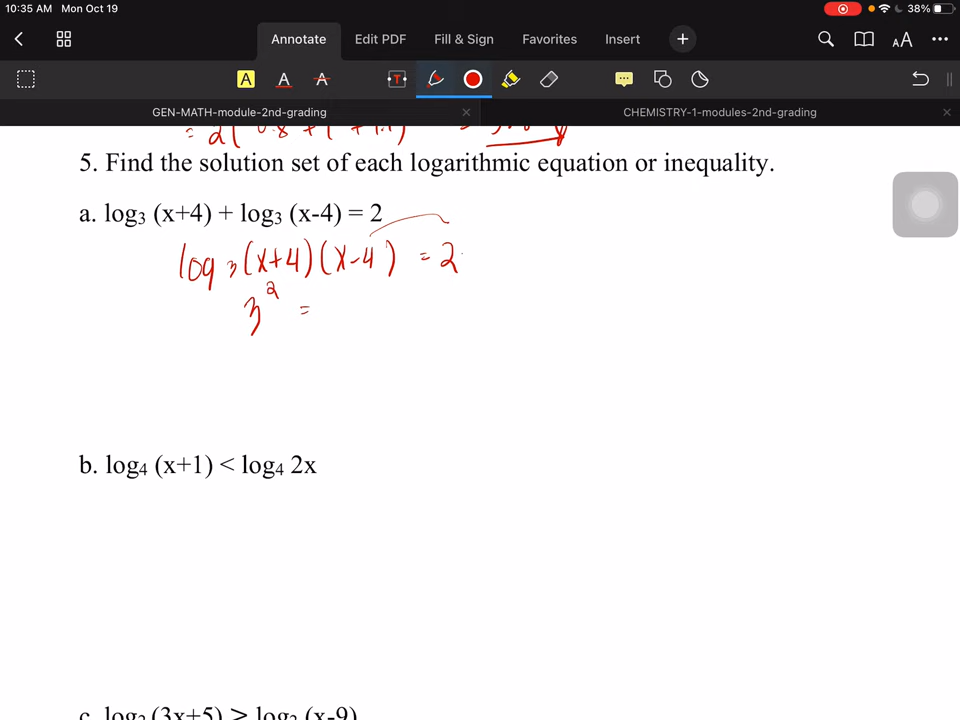 10:35 AM Mon Oct 19 38%
Annotate Edit PDF Fill & Sign Favorites Insert
GEN-MATH-module-2nd-grading CHEMISTRY-1-modules-2nd-grading
5. Find the solution set of each logarithmic equation or inequality.
a. log₃ (x+4) + log₃ (x-4) = 2
log₃ (x+4)(x-4) = 2
3² =
b. log₄ (x+1) < log₄ 2x